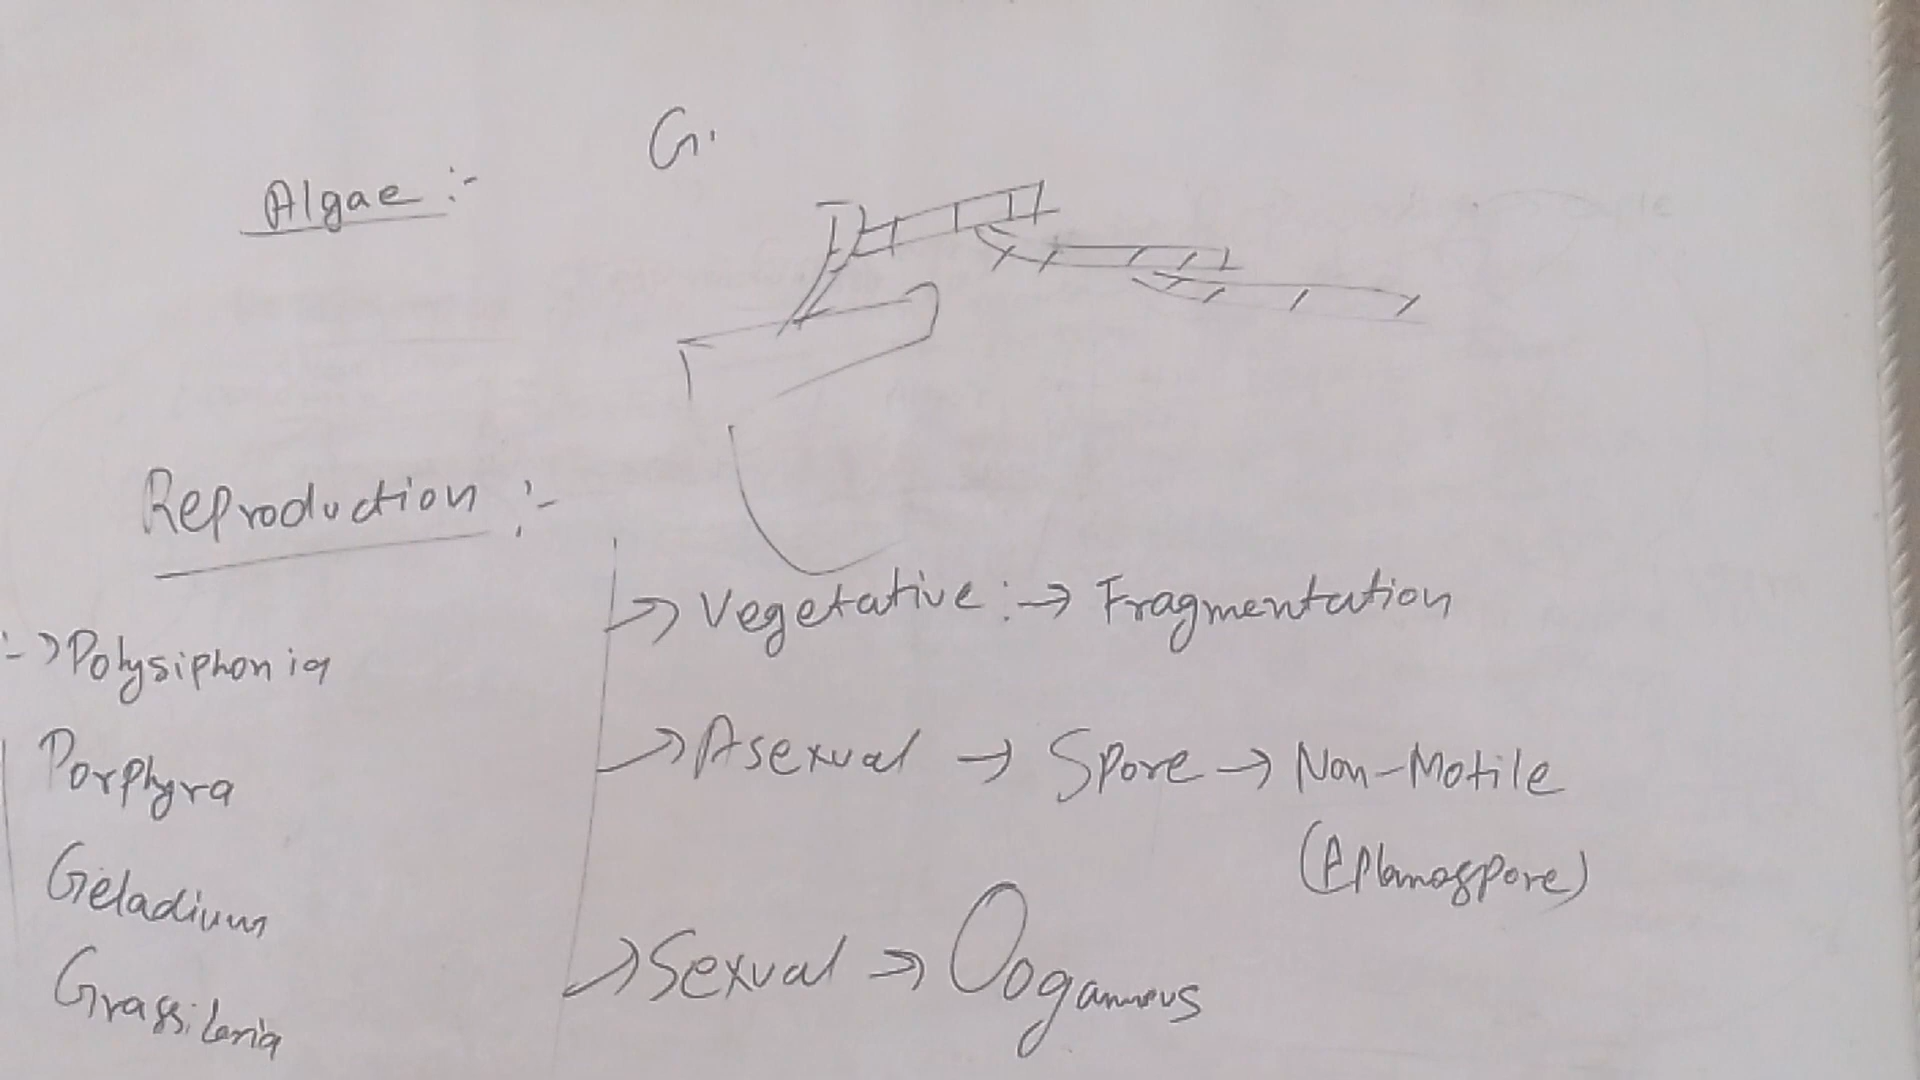 G.
Algae :-
Reproduction :-
→ Vegetative :→ Fragmentation
:-→ Polysiphonia
→ Asexual → Spore → Non-Motile
Porphyra
(Aplanospore)
Geladium
→ Sexual → Oogamous
Grassilaria